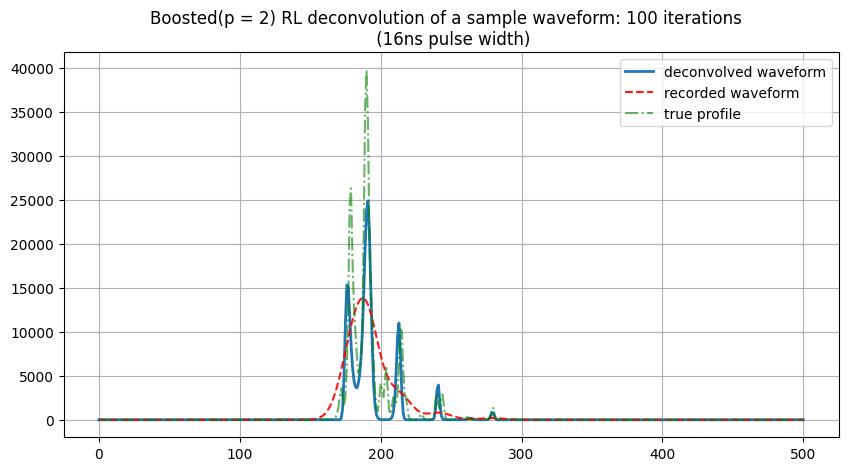 Boosted(p = 2) RL deconvolution of a sample waveform: 100 iterations
(16ns pulse width)
deconvolved waveform
recorded waveform
true profile
40000
35000
30000
25000
20000
15000
10000
5000
0
0 100 200 300 400 500